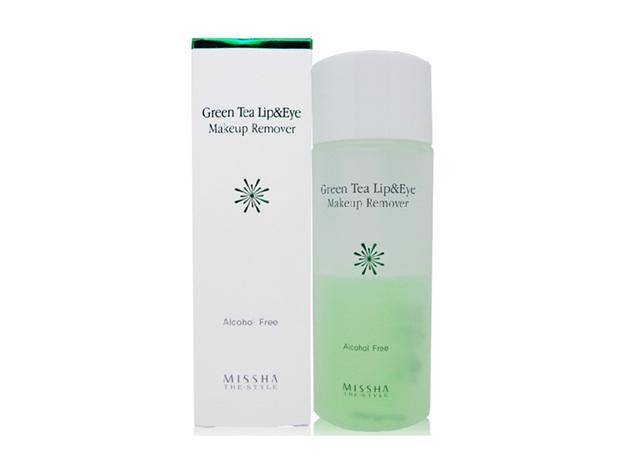 Green Tea Lip&Eye
Makeup Remover
Alcohol Free
MISSHA
THE·STYLE
Green Tea Lip&Eye
Makeup Remover
Alcohol Free
MISSHA
THE·STYLE